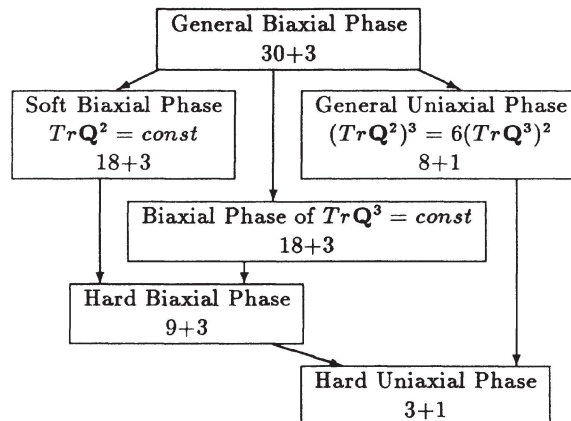 General Biaxial Phase
30+3
Soft Biaxial Phase
TrQ² = const
18+3
General Uniaxial Phase
(TrQ²)³ = 6(TrQ³)²
8+1
Biaxial Phase of TrQ³ = const
18+3
Hard Biaxial Phase
9+3
Hard Uniaxial Phase
3+1